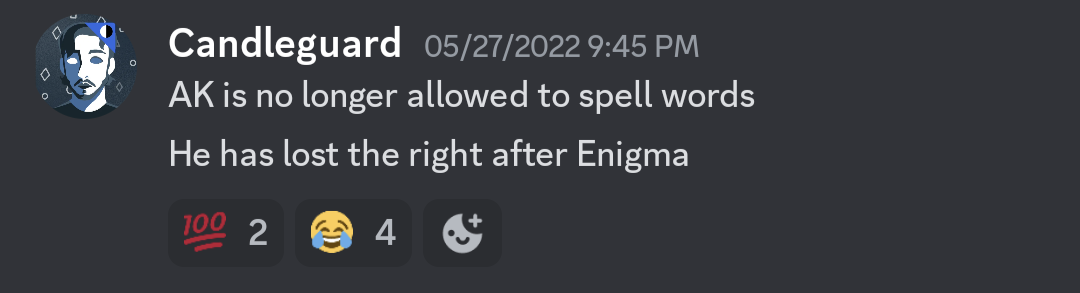 Candleguard 05/27/2022 9:45 PM
AK is no longer allowed to spell words
He has lost the right after Enigma
💯 2 😂 4